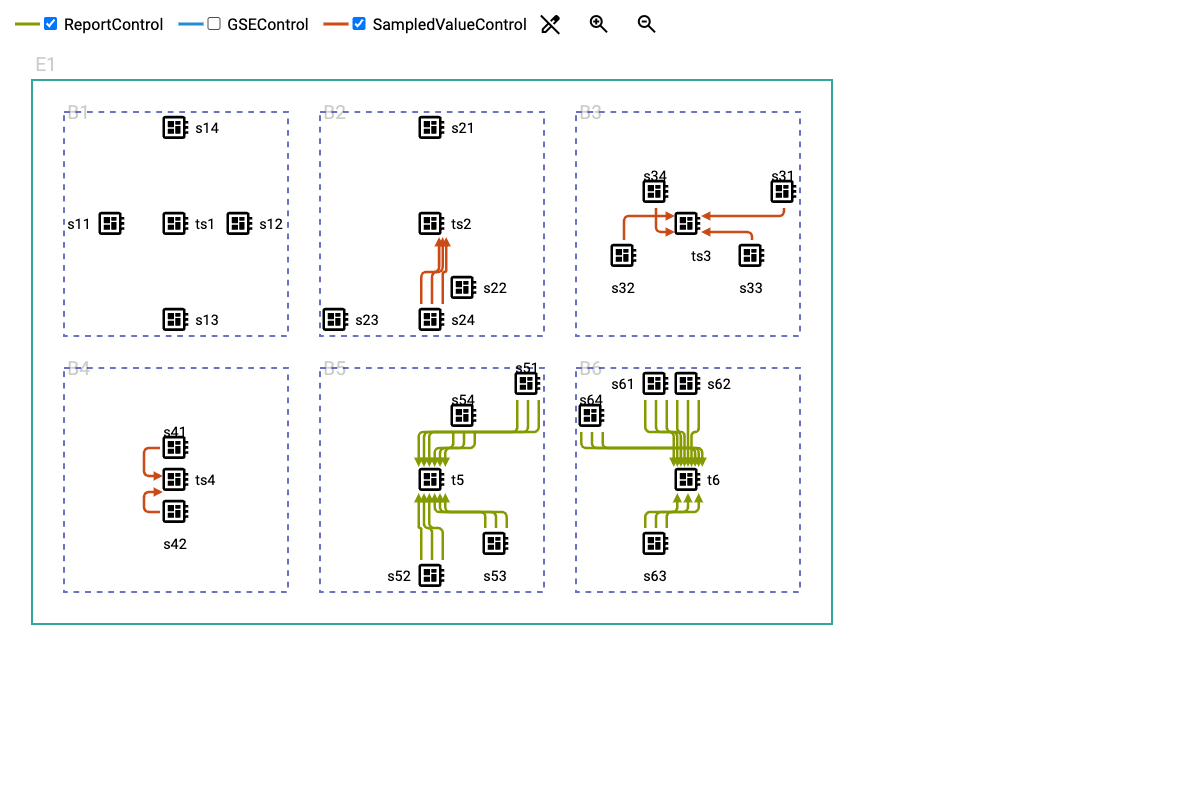 ReportControl GSEControl SampledValueControl
E1
B1 B2 B3
s14 s21
s34 s31
s11 ts1 s12 ts2
ts3
s22
s32 s33
s13 s23 s24
B4 B5 B6
s51
s61 s62
s54 s64
s41
ts4 t5 t6
s42
s52 s53 s63